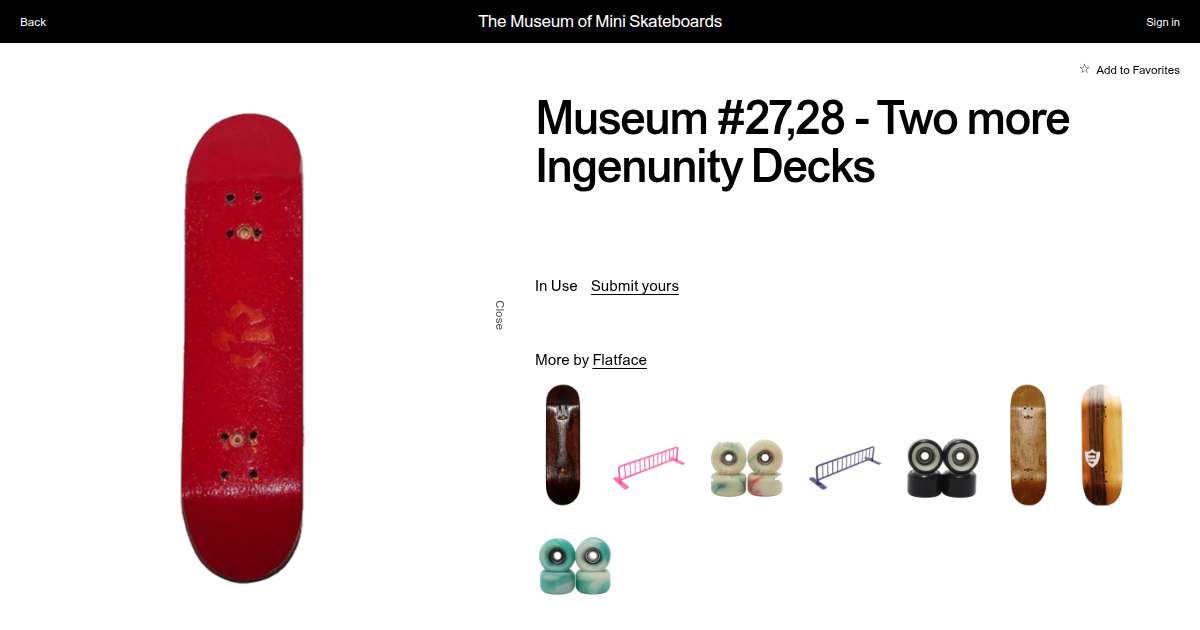 Back
The Museum of Mini Skateboards
Sign in
☆ Add to Favorites
Museum #27,28 - Two more
Ingenunity Decks
In Use Submit yours
Close
More by Flatface